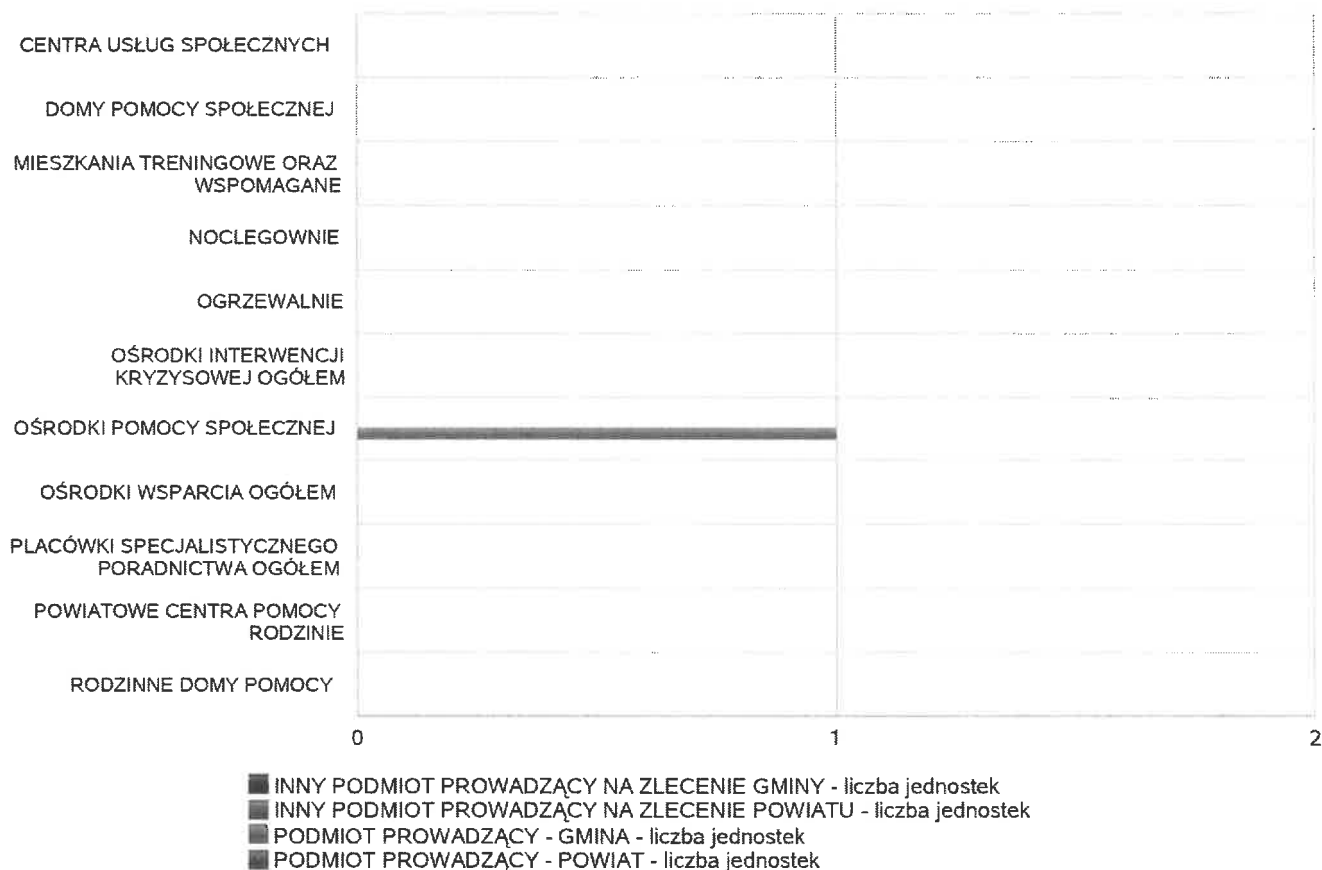 CENTRA USŁUG SPOŁECZNYCH
DOMY POMOCY SPOŁECZNEJ
MIESZKANIA TRENINGOWE ORAZ
WSPOMAGANE
NOCLEGOWNIE
OGRZEWALNIE
OŚRODKI INTERWENCJI
KRYZYSOWEJ OGÓŁEM
OŚRODKI POMOCY SPOŁECZNEJ
OŚRODKI WSPARCIA OGÓŁEM
PLACÓWKI SPECJALISTYCZNEGO
PORADNICTWA OGÓŁEM
POWIATOWE CENTRA POMOCY
RODZINIE
RODZINNE DOMY POMOCY
0 1 2
INNY PODMIOT PROWADZĄCY NA ZLECENIE GMINY - liczba jednostek
INNY PODMIOT PROWADZĄCY NA ZLECENIE POWIATU - liczba jednostek
PODMIOT PROWADZĄCY - GMINA - liczba jednostek
PODMIOT PROWADZĄCY - POWIAT - liczba jednostek